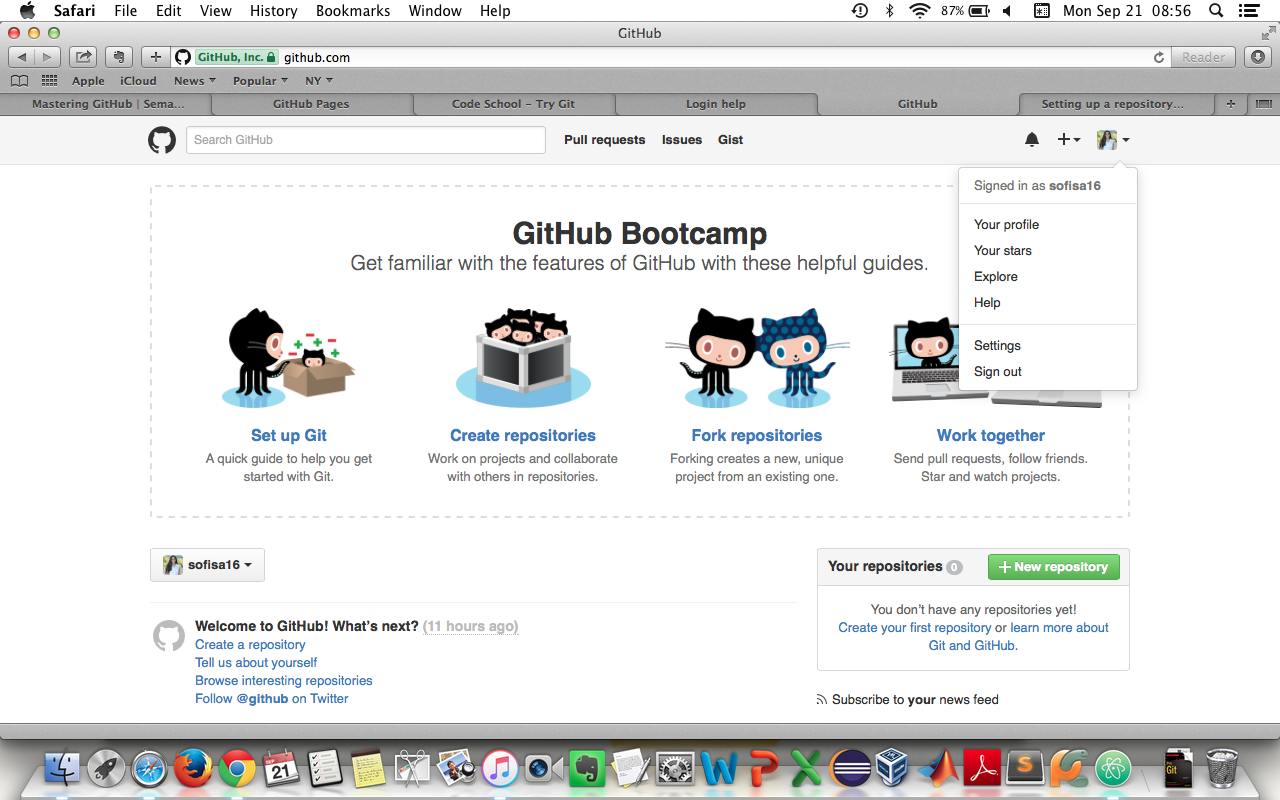 Safari File Edit View History Bookmarks Window Help 87% Mon Sep 21 08:56
GitHub
GitHub, Inc. github.com Reader
Apple iCloud News Popular NY
Mastering GitHub | Sema... GitHub Pages Code School – Try Git Login help GitHub Setting up a repository...
Search GitHub Pull requests Issues Gist
Signed in as sofisa16
Your profile
Your stars
Explore
Help
Settings
Sign out
GitHub Bootcamp
Get familiar with the features of GitHub with these helpful guides.
Set up Git
A quick guide to help you get
started with Git.
Create repositories
Work on projects and collaborate
with others in repositories.
Fork repositories
Forking creates a new, unique
project from an existing one.
Work together
Send pull requests, follow friends.
Star and watch projects.
sofisa16
Welcome to GitHub! What's next? (11 hours ago)
Create a repository
Tell us about yourself
Browse interesting repositories
Follow @github on Twitter
Your repositories 0 New repository
You don't have any repositories yet!
Create your first repository or learn more about
Git and GitHub.
Subscribe to your news feed
SEP
21
Git